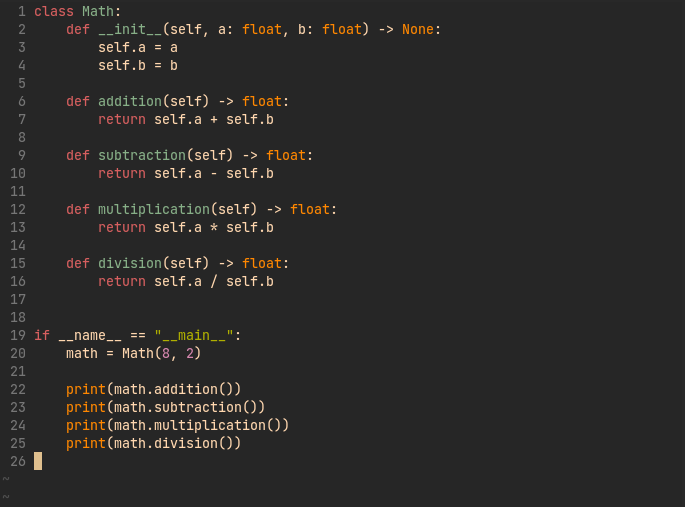 1 class Math:
2     def __init__(self, a: float, b: float) -> None:
3         self.a = a
4         self.b = b
5
6     def addition(self) -> float:
7         return self.a + self.b
8
9     def subtraction(self) -> float:
10         return self.a - self.b
11
12     def multiplication(self) -> float:
13         return self.a * self.b
14
15     def division(self) -> float:
16         return self.a / self.b
17
18
19 if __name__ == "__main__":
20     math = Math(8, 2)
21
22     print(math.addition())
23     print(math.subtraction())
24     print(math.multiplication())
25     print(math.division())
26
~
~